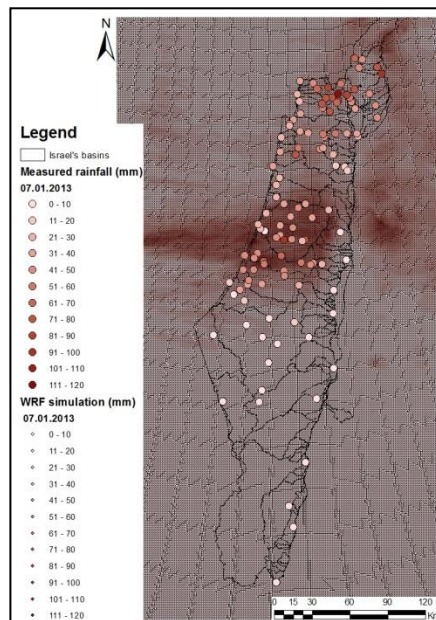 N
Legend
Israel's basins
Measured rainfall (mm)
07.01.2013
0 - 10
11 - 20
21 - 30
31 - 40
41 - 50
51 - 60
61 - 70
71 - 80
81 - 90
91 - 100
101 - 110
111 - 120
WRF simulation (mm)
07.01.2013
0 - 10
11 - 20
21 - 30
31 - 40
41 - 50
51 - 60
61 - 70
71 - 80
81 - 90
91 - 100
101 - 110
111 - 120
0 15 30 60 90 120